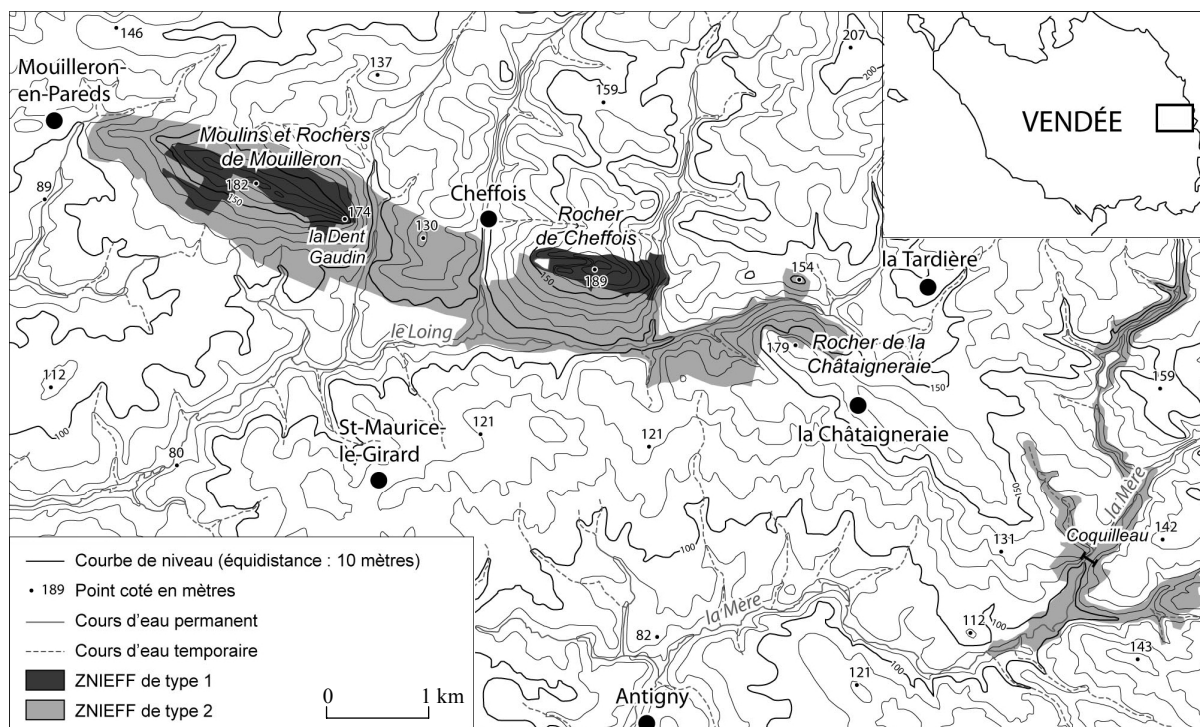 146
137
207
200
159
Mouilleron-
en-Pareds
VENDÉE
Moulins et Rochers
de Mouilleron
182
150
89
174
la Dent
Gaudin
130
Cheffois
Rocher
de Cheffois
150
189
154
la Tardière
le Loing
179
Rocher de la
Châtaigneraie
150
159
112
100
121
121
la Châtaigneraie
St-Maurice-
le-Girard
80
150
la Mère
142
Coquilleau
131
100
la Mère
112
100
82
100
121
143
Antigny
Courbe de niveau (équidistance : 10 mètres)
189 Point coté en mètres
Cours d'eau permanent
Cours d'eau temporaire
ZNIEFF de type 1
ZNIEFF de type 2
0 1 km